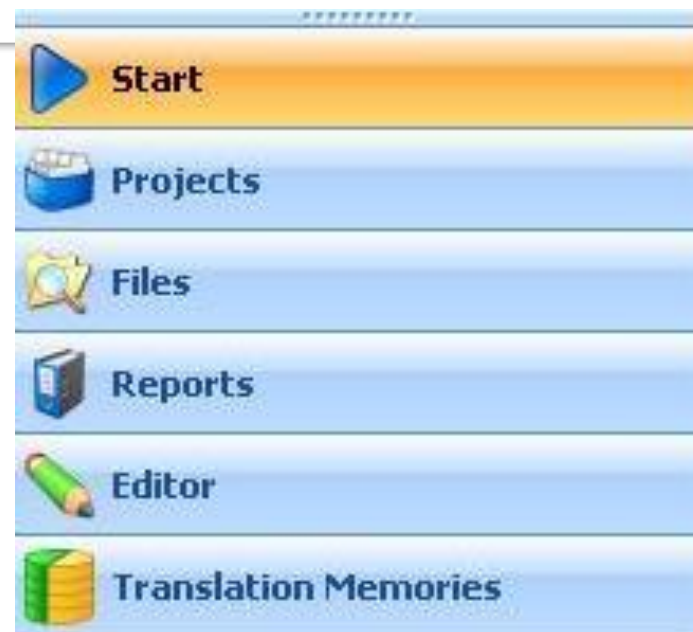 Start
Projects
Files
Reports
Editor
Translation Memories